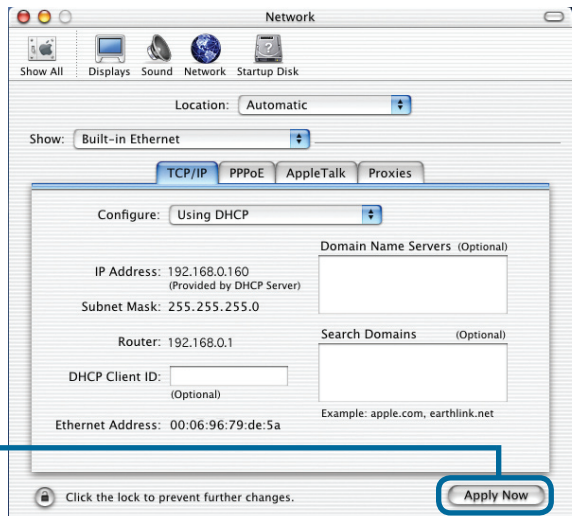 Network
Show All Displays Sound Network Startup Disk
Location: Automatic
Show: Built-in Ethernet
TCP/IP PPPoE AppleTalk Proxies
Configure: Using DHCP
Domain Name Servers (Optional)
IP Address: 192.168.0.160
(Provided by DHCP Server)
Subnet Mask: 255.255.255.0
Search Domains (Optional)
Router: 192.168.0.1
DHCP Client ID:
(Optional)
Example: apple.com, earthlink.net
Ethernet Address: 00:06:96:79:de:5a
Click the lock to prevent further changes.
Apply Now